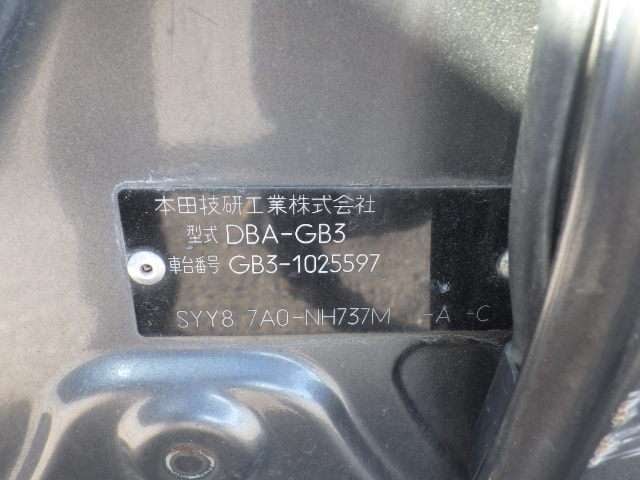 本田技研工業株式会社
型式 DBA-GB3
車台番号 GB3-1025597
SYY8 7A0-NH737M -A -C